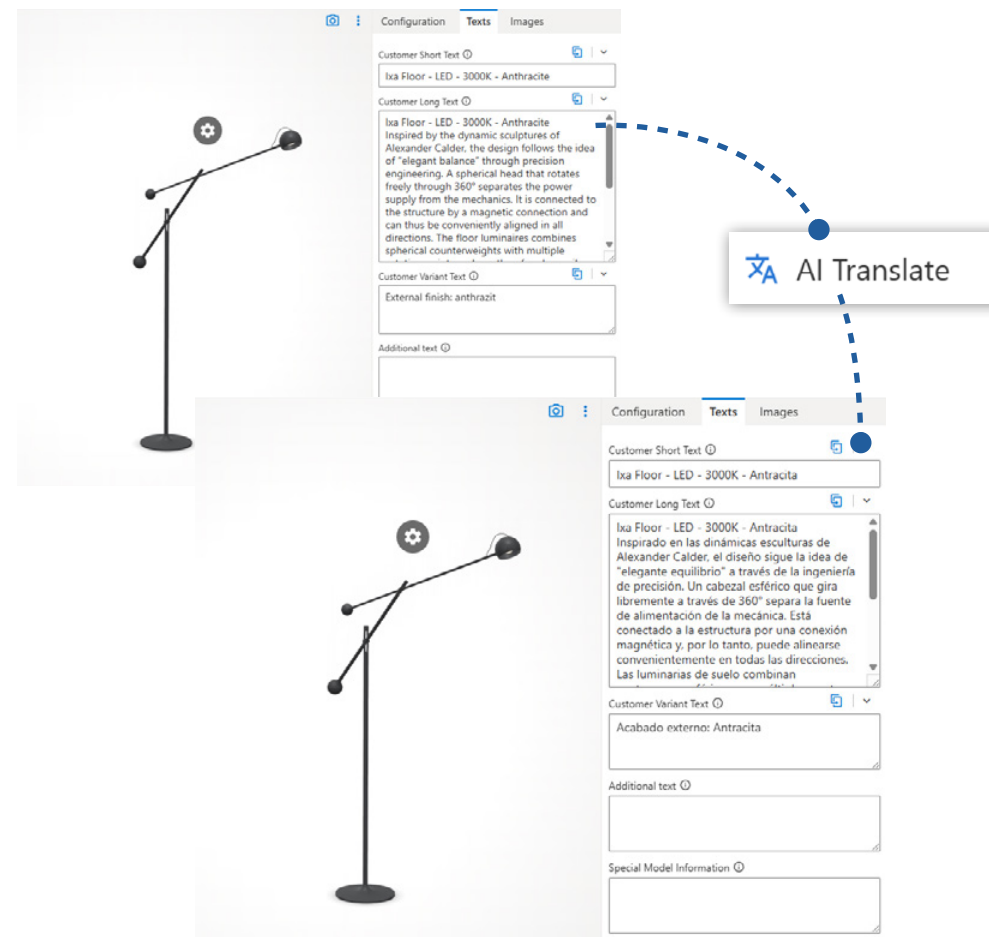 Configuration Texts Images
Customer Short Text
Ixa Floor - LED - 3000K - Anthracite
Customer Long Text
Ixa Floor - LED - 3000K - Anthracite
Inspired by the dynamic sculptures of
Alexander Calder, the design follows the idea
of "elegant balance" through precision
engineering. A spherical head that rotates
freely through 360° separates the power
supply from the mechanics. It is connected to
the structure by a magnetic connection and
can thus be conveniently aligned in all
directions. The floor luminaires combines
spherical counterweights with multiple
Customer Variant Text
External finish: anthrazit
Additional text
AI Translate
Configuration Texts Images
Customer Short Text
Ixa Floor - LED - 3000K - Antracita
Customer Long Text
Ixa Floor - LED - 3000K - Antracita
Inspirado en las dinámicas esculturas de
Alexander Calder, el diseño sigue la idea de
"elegante equilibrio" a través de la ingeniería
de precisión. Un cabezal esférico que gira
libremente a través de 360° separa la fuente
de alimentación de la mecánica. Está
conectado a la estructura por una conexión
magnética y, por lo tanto, puede alinearse
convenientemente en todas las direcciones.
Las luminarias de suelo combinan
Customer Variant Text
Acabado externo: Antracita
Additional text
Special Model Information